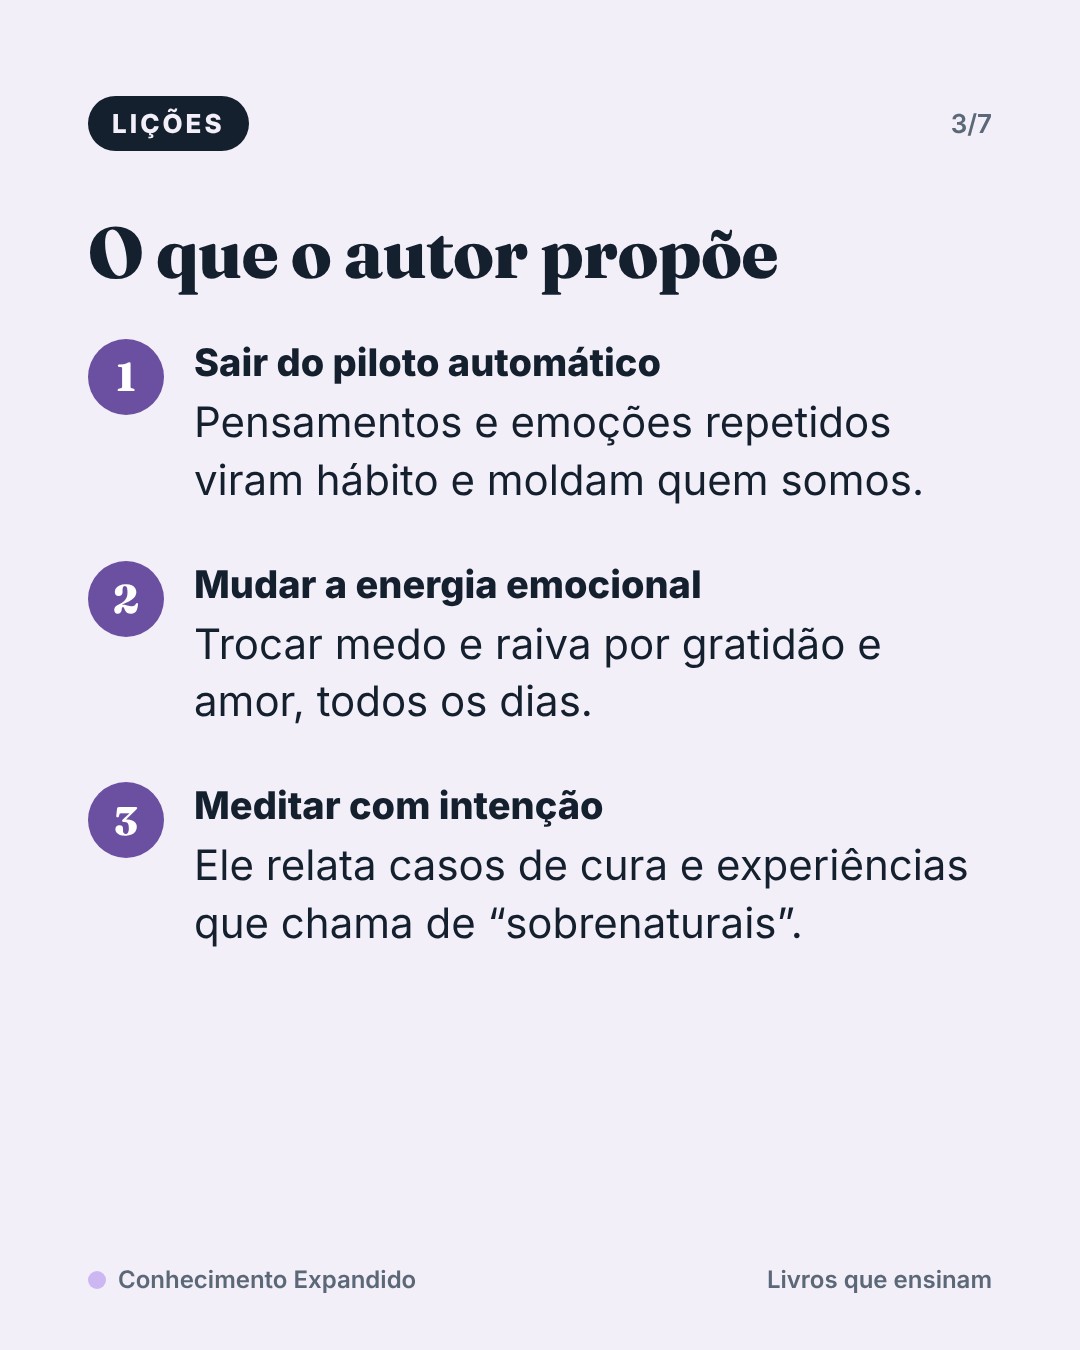 LIÇÕES
3/7
O que o autor propõe
1
Sair do piloto automático
Pensamentos e emoções repetidos
viram hábito e moldam quem somos.
2
Mudar a energia emocional
Trocar medo e raiva por gratidão e
amor, todos os dias.
3
Meditar com intenção
Ele relata casos de cura e experiências
que chama de “sobrenaturais”.
Conhecimento Expandido
Livros que ensinam